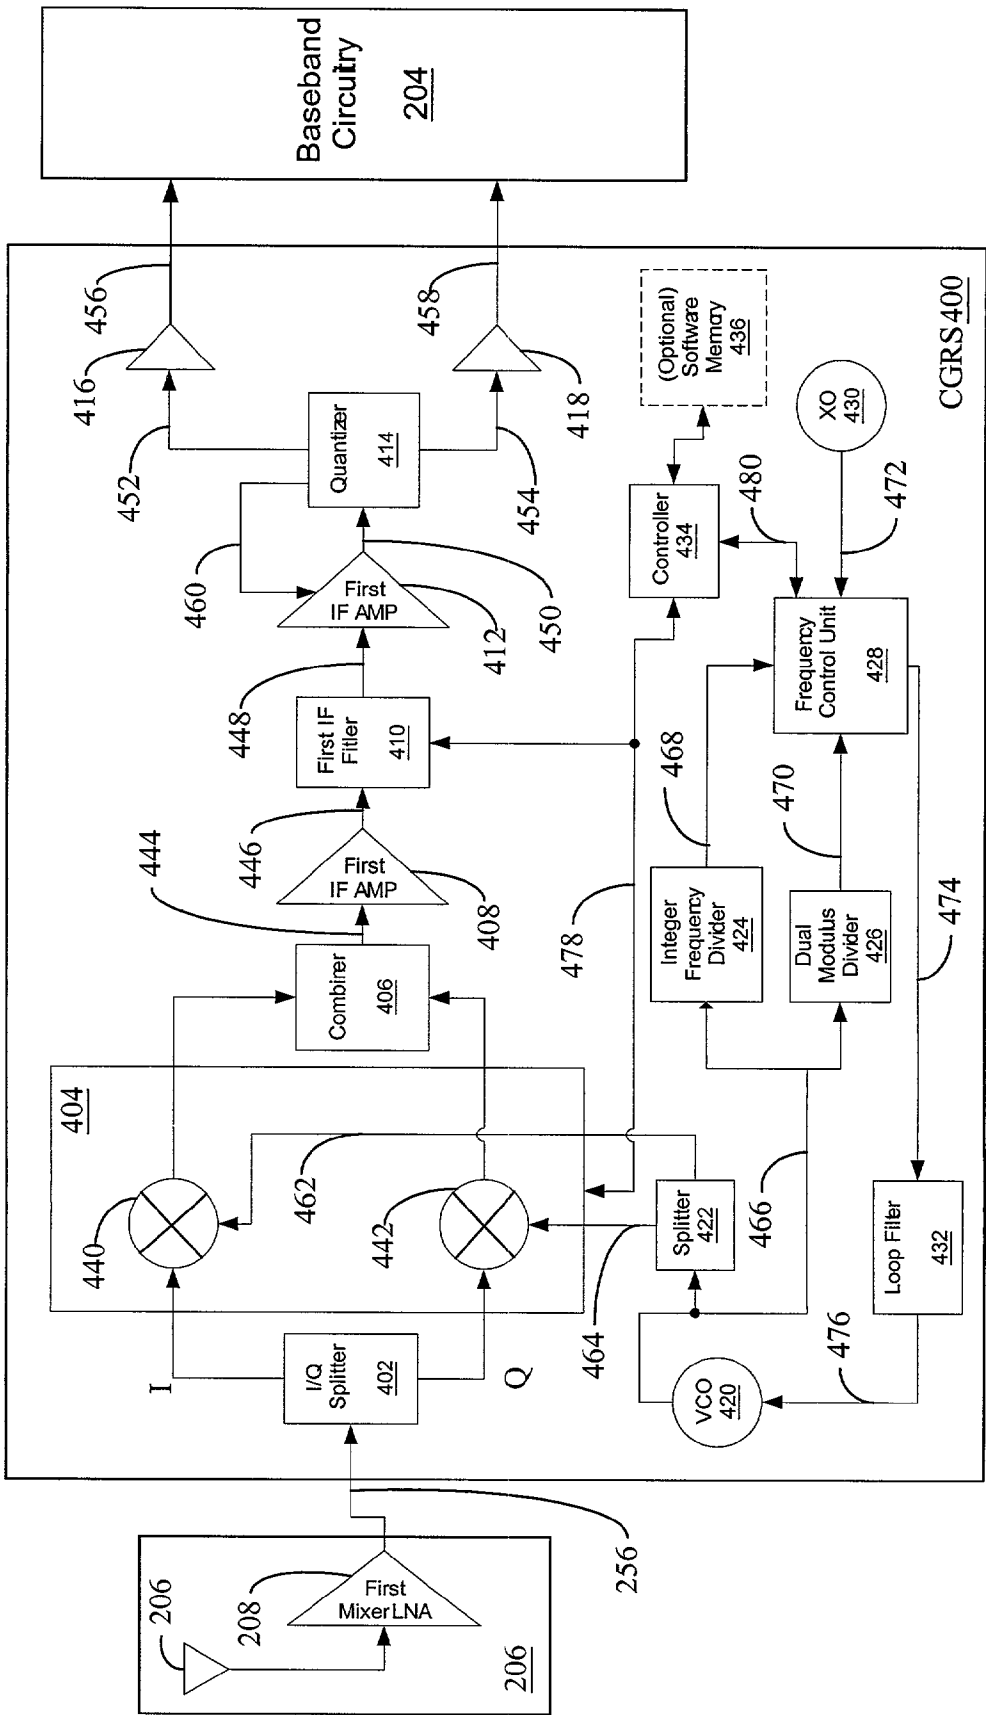 206
208
First
Mixer LNA
206
256
I
Q
I/Q
Splitter
402
404
440
442
462
464
Combiner
406
444
First
IF AMP
408
446
First IF
Fitler
410
448
First
IF AMP
412
450
460
Quantizer
414
452
454
416
418
456
458
Baseband
Circuitry
204
VCO
420
Splitter
422
466
476
Loop Filter
432
478
Integer
Frequency
Divider
424
Dual
Modulus
Divider
426
468
470
474
Frequency
Control Unit
428
Controller
434
480
472
XO
430
(Optional)
Software
Memory
436
CGRS 400